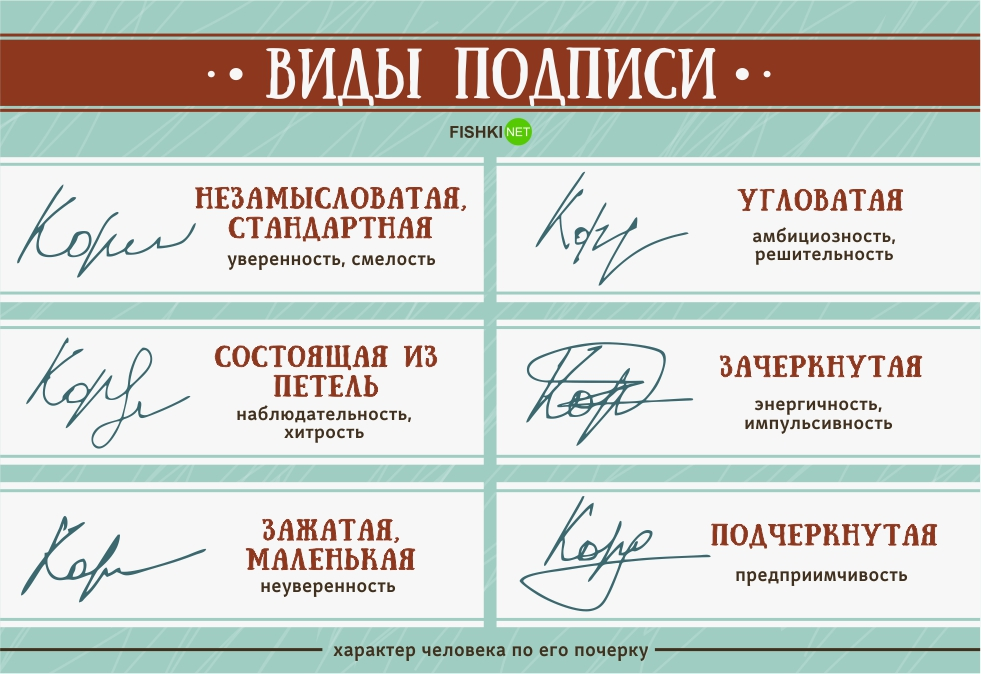 ВИДЫ ПОДПИСИ
FISHKI NET
НЕЗАМЫСЛОВАТАЯ,
СТАНДАРТНАЯ
уверенность, смелость
УГЛОВАТАЯ
амбициозность,
решительность
СОСТОЯЩАЯ ИЗ
ПЕТЕЛЬ
наблюдательность,
хитрость
ЗАЧЕРКНУТАЯ
энергичность,
импульсивность
ЗАЖАТАЯ,
МАЛЕНЬКАЯ
неуверенность
ПОДЧЕРКНУТАЯ
предприимчивость
характер человека по его почерку